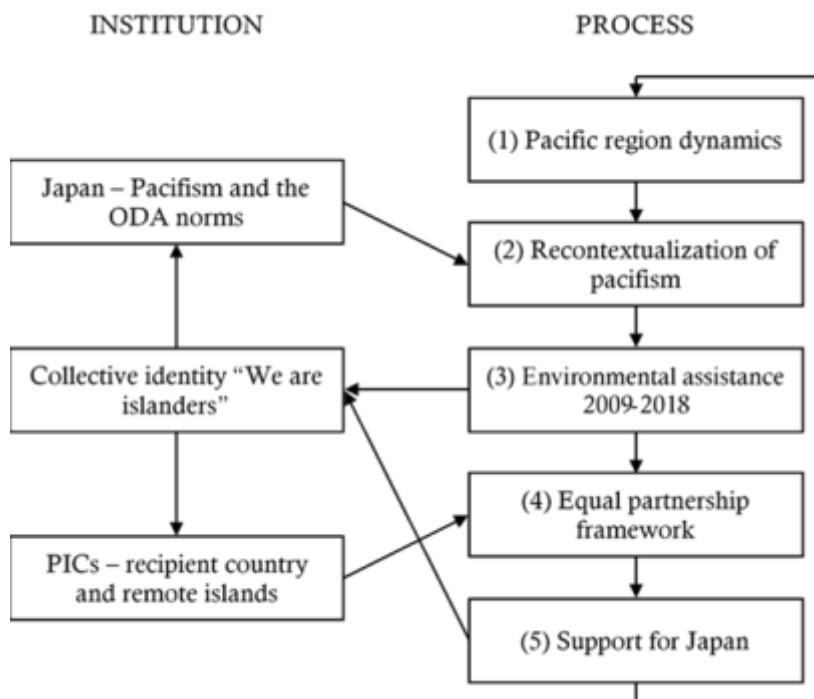 INSTITUTION
PROCESS
(1) Pacific region dynamics
Japan – Pacifism and the
ODA norms
(2) Recontextualization of
pacifism
Collective identity “We are
islanders”
(3) Environmental assistance
2009-2018
(4) Equal partnership
framework
PICs – recipient country
and remote islands
(5) Support for Japan